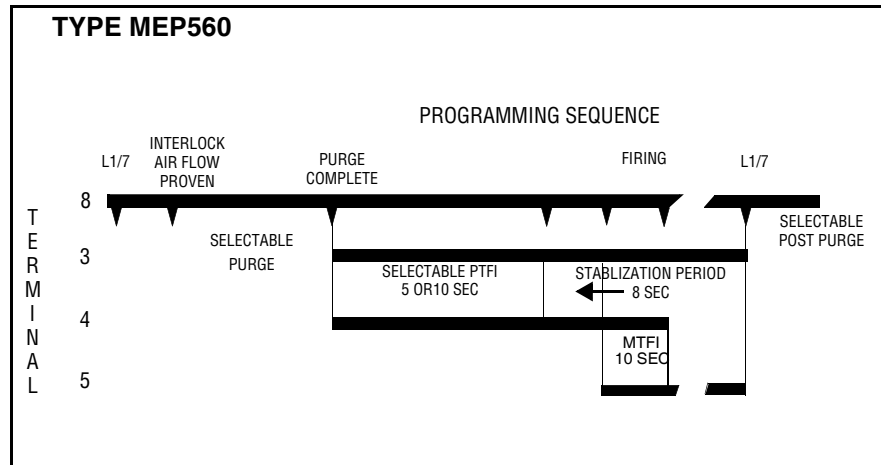 TYPE MEP560
PROGRAMMING SEQUENCE
L1/7
INTERLOCK
AIR FLOW
PROVEN
PURGE
COMPLETE
FIRING
L1/7
TERMINAL
8
SELECTABLE
PURGE
SELECTABLE
POST PURGE
3
SELECTABLE PTFI
5 OR10 SEC
STABLIZATION PERIOD
8 SEC
4
MTFI
10 SEC
5